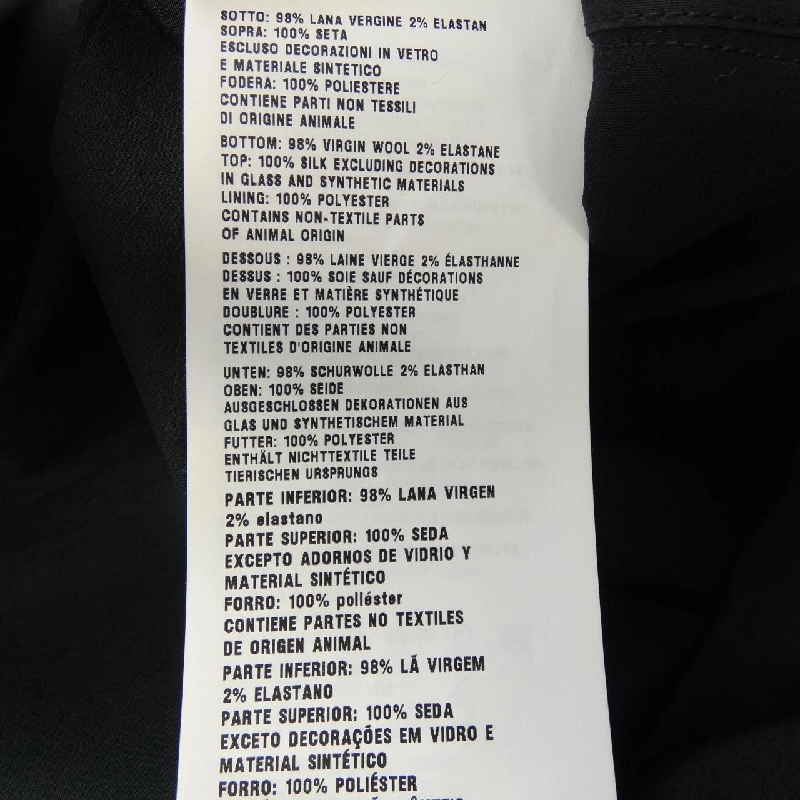 SOTTO: 98% LANA VERGINE 2% ELASTAN
SOPRA: 100% SETA
ESCLUSO DECORAZIONI IN VETRO
E MATERIALE SINTETICO
FODERA: 100% POLIESTERE
CONTIENE PARTI NON TESSILI
DI ORIGINE ANIMALE
BOTTOM: 98% VIRGIN WOOL 2% ELASTANE
TOP: 100% SILK EXCLUDING DECORATIONS
IN GLASS AND SYNTHETIC MATERIALS
LINING: 100% POLYESTER
CONTAINS NON-TEXTILE PARTS
OF ANIMAL ORIGIN
DESSOUS : 98% LAINE VIERGE 2% ÉLASTHANNE
DESSUS : 100% SOIE SAUF DÉCORATIONS
EN VERRE ET MATIÈRE SYNTHÉTIQUE
DOUBLURE : 100% POLYESTER
CONTIENT DES PARTIES NON
TEXTILES D'ORIGINE ANIMALE
UNTEN: 98% SCHURWOLLE 2% ELASTHAN
OBEN: 100% SEIDE
AUSGESCHLOSSEN DEKORATIONEN AUS
GLAS UND SYNTHETISCHEM MATERIAL
FUTTER: 100% POLYESTER
ENTHÄLT NICHTTEXTILE TEILE
TIERISCHEN URSPRUNGS
PARTE INFERIOR: 98% LANA VIRGEN
2% elastano
PARTE SUPERIOR: 100% SEDA
EXCEPTO ADORNOS DE VIDRIO Y
MATERIAL SINTÉTICO
FORRO: 100% poliéster
CONTIENE PARTES NO TEXTILES
DE ORIGEN ANIMAL
PARTE INFERIOR: 98% LÃ VIRGEM
2% ELASTANO
PARTE SUPERIOR: 100% SEDA
EXCETO DECORAÇÕES EM VIDRO E
MATERIAL SINTÉTICO
FORRO: 100% POLIÉSTER